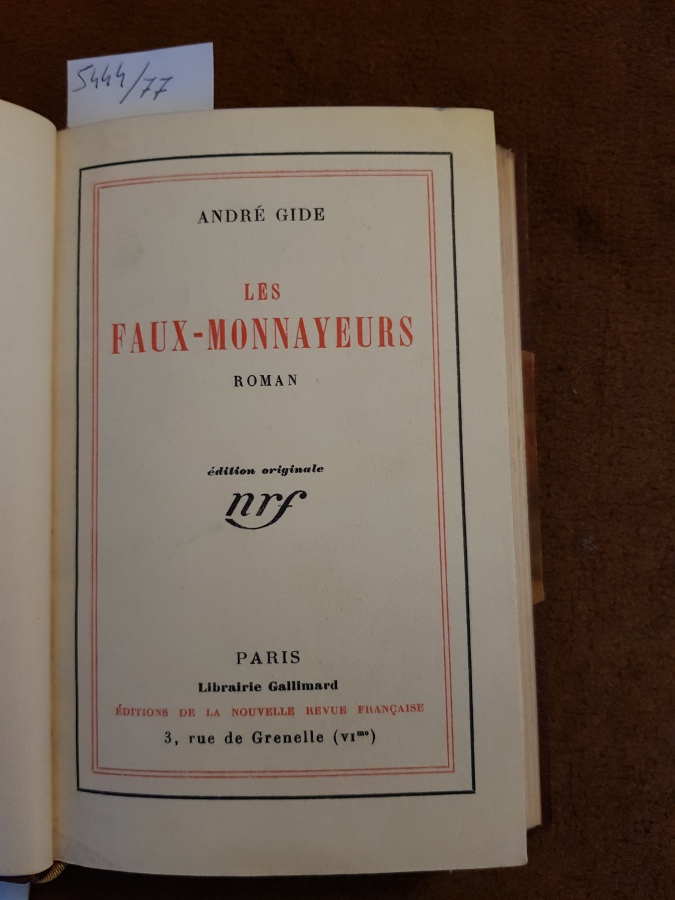 5444/77
ANDRÉ GIDE
LES
FAUX-MONNAYEURS
ROMAN
édition originale
nrf
PARIS
Librairie Gallimard
ÉDITIONS DE LA NOUVELLE REVUE FRANÇAISE
3, rue de Grenelle (VIme)